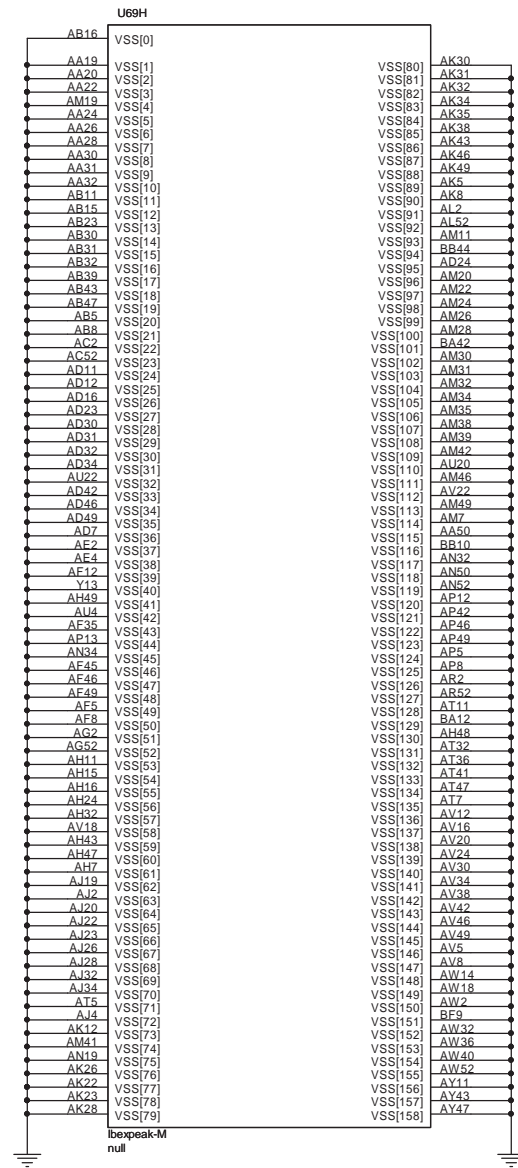 U69H
AB16 VSS[0]
AA19 VSS[1] VSS[80] AK30
AA20 VSS[2] VSS[81] AK31
AA22 VSS[3] VSS[82] AK32
AM19 VSS[4] VSS[83] AK34
AA24 VSS[5] VSS[84] AK35
AA26 VSS[6] VSS[85] AK38
AA28 VSS[7] VSS[86] AK43
AA30 VSS[8] VSS[87] AK46
AA31 VSS[9] VSS[88] AK49
AA32 VSS[10] VSS[89] AK5
AB11 VSS[11] VSS[90] AK8
AB15 VSS[12] VSS[91] AL2
AB23 VSS[13] VSS[92] AL52
AB30 VSS[14] VSS[93] AM11
AB31 VSS[15] VSS[94] BB44
AB32 VSS[16] VSS[95] AD24
AB39 VSS[17] VSS[96] AM20
AB43 VSS[18] VSS[97] AM22
AB47 VSS[19] VSS[98] AM24
AB5 VSS[20] VSS[99] AM26
AB8 VSS[21] VSS[100] AM28
AC2 VSS[22] VSS[101] BA42
AC52 VSS[23] VSS[102] AM30
AD11 VSS[24] VSS[103] AM31
AD12 VSS[25] VSS[104] AM32
AD16 VSS[26] VSS[105] AM34
AD23 VSS[27] VSS[106] AM35
AD30 VSS[28] VSS[107] AM38
AD31 VSS[29] VSS[108] AM39
AD32 VSS[30] VSS[109] AM42
AD34 VSS[31] VSS[110] AU20
AU22 VSS[32] VSS[111] AM46
AD42 VSS[33] VSS[112] AV22
AD46 VSS[34] VSS[113] AM49
AD49 VSS[35] VSS[114] AM7
AD7 VSS[36] VSS[115] AA50
AE2 VSS[37] VSS[116] BB10
AE4 VSS[38] VSS[117] AN32
AF12 VSS[39] VSS[118] AN50
Y13 VSS[40] VSS[119] AN52
AH49 VSS[41] VSS[120] AP12
AU4 VSS[42] VSS[121] AP42
AF35 VSS[43] VSS[122] AP46
AP13 VSS[44] VSS[123] AP49
AN34 VSS[45] VSS[124] AP5
AF45 VSS[46] VSS[125] AP8
AF46 VSS[47] VSS[126] AR2
AF49 VSS[48] VSS[127] AR52
AF5 VSS[49] VSS[128] AT11
AF8 VSS[50] VSS[129] BA12
AG2 VSS[51] VSS[130] AH48
AG52 VSS[52] VSS[131] AT32
AH11 VSS[53] VSS[132] AT36
AH15 VSS[54] VSS[133] AT41
AH16 VSS[55] VSS[134] AT47
AH24 VSS[56] VSS[135] AT7
AH32 VSS[57] VSS[136] AV12
AV18 VSS[58] VSS[137] AV16
AH43 VSS[59] VSS[138] AV20
AH47 VSS[60] VSS[139] AV24
AH7 VSS[61] VSS[140] AV30
AJ19 VSS[62] VSS[141] AV34
AJ2 VSS[63] VSS[142] AV38
AJ20 VSS[64] VSS[143] AV42
AJ22 VSS[65] VSS[144] AV46
AJ23 VSS[66] VSS[145] AV49
AJ26 VSS[67] VSS[146] AV5
AJ28 VSS[68] VSS[147] AV8
AJ32 VSS[69] VSS[148] AW14
AJ34 VSS[70] VSS[149] AW18
AT5 VSS[71] VSS[150] AW2
AJ4 VSS[72] VSS[151] BF9
AK12 VSS[73] VSS[152] AW32
AM41 VSS[74] VSS[153] AW36
AN19 VSS[75] VSS[154] AW40
AK26 VSS[76] VSS[155] AW52
AK22 VSS[77] VSS[156] AY11
AK23 VSS[78] VSS[157] AY43
AK28 VSS[79] VSS[158] AY47
Ibexpeak-M
null